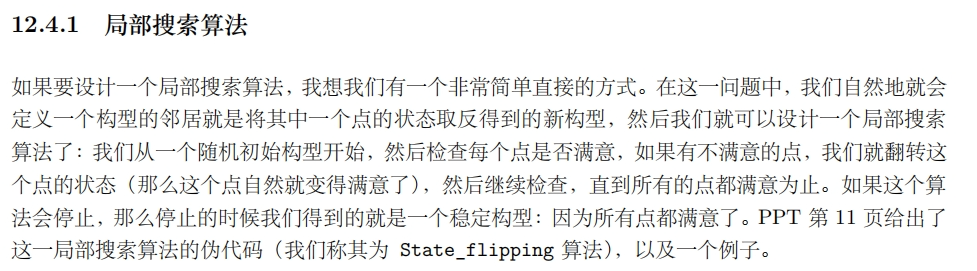 12.4.1 局部搜索算法
如果要设计一个局部搜索算法，我想我们有一个非常简单直接的方式。在这一问题中，我们自然地就会
定义一个构型的邻居就是将其中一个点的状态取反得到的新构型，然后我们就可以设计一个局部搜索
算法了：我们从一个随机初始构型开始，然后检查每个点是否满意，如果有不满意的点，我们就翻转这
个点的状态（那么这个点自然就变得满意了），然后继续检查，直到所有的点都满意为止。如果这个算
法会停止，那么停止的时候我们得到的就是一个稳定构型：因为所有点都满意了。PPT 第 11 页给出了
这一局部搜索算法的伪代码（我们称其为 State_flipping 算法），以及一个例子。